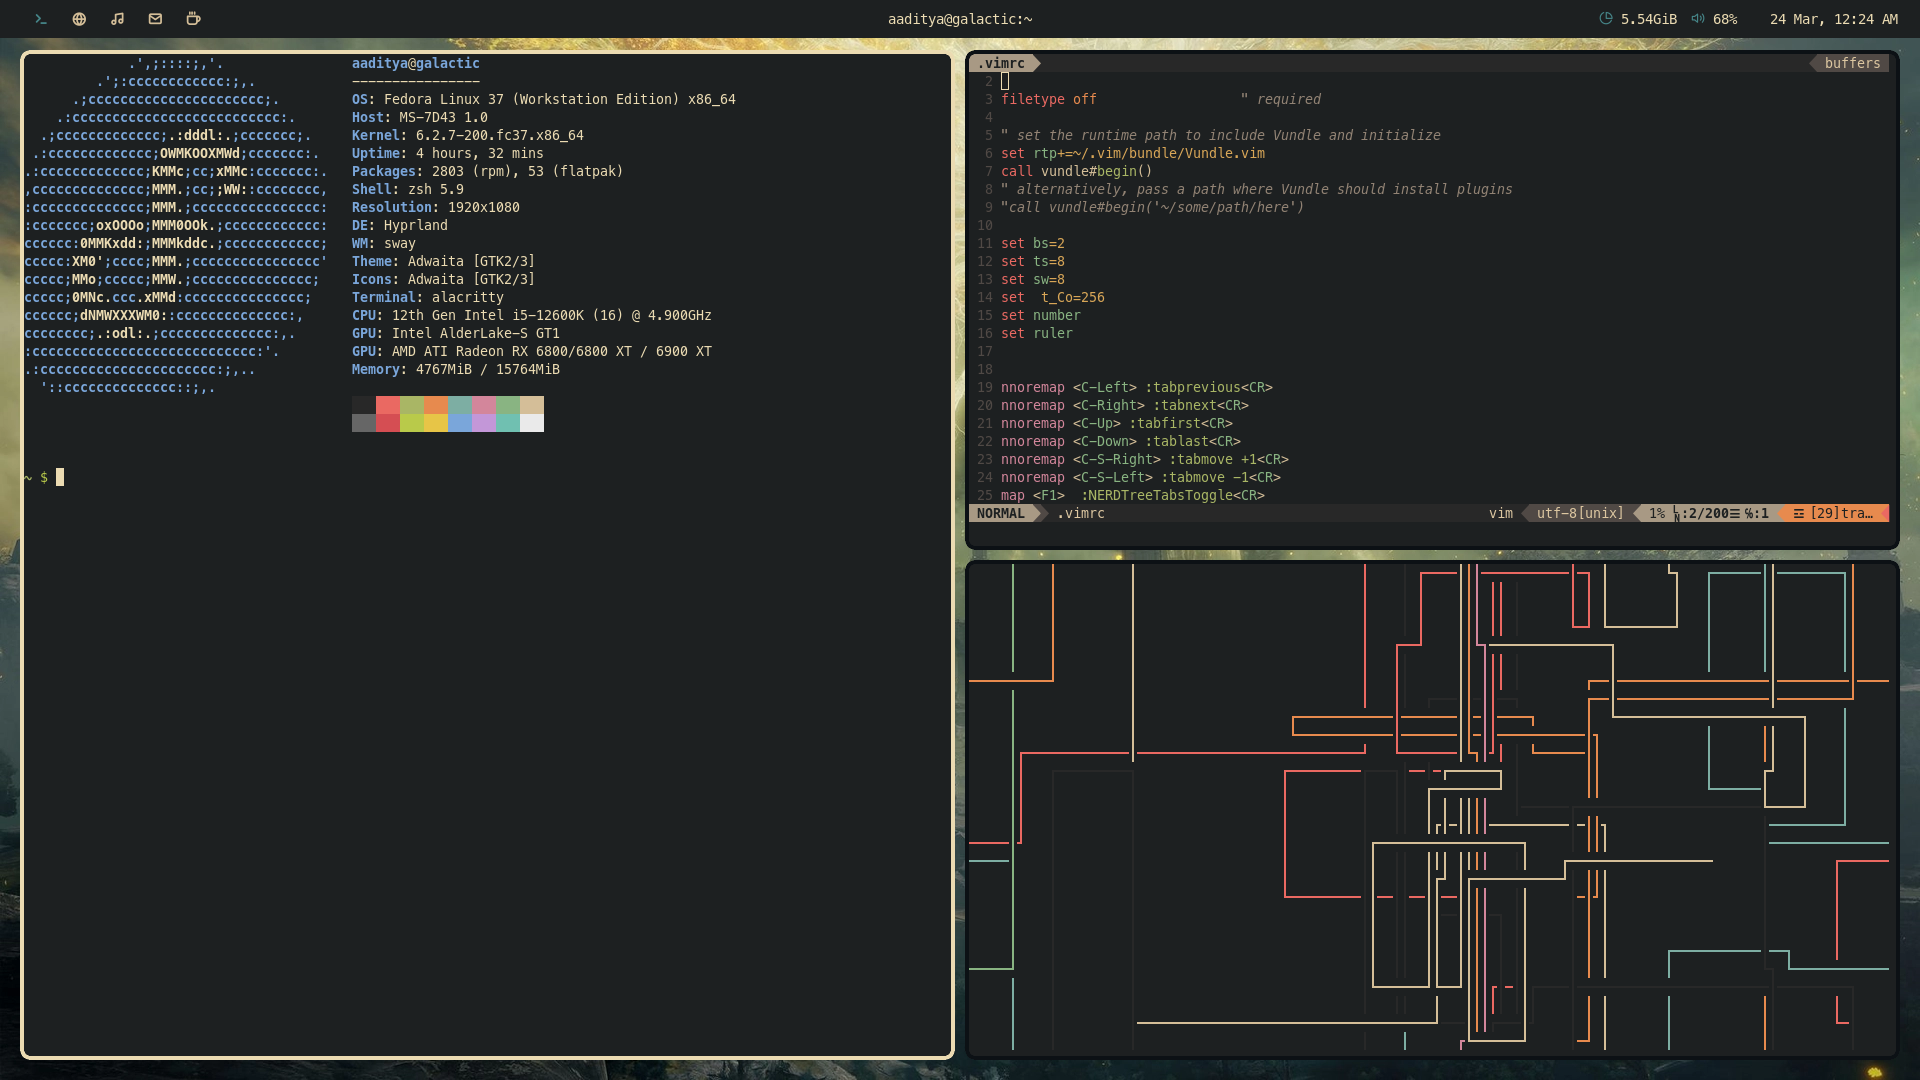 aaditya@galactic:~
5.54GiB 68% 24 Mar, 12:24 AM
.',;::::;,'. aaditya@galactic
.';:cccccccccccc:;,. ----------------
.;cccccccccccccccccccccc;. OS: Fedora Linux 37 (Workstation Edition) x86_64
.:cccccccccccccccccccccccccc:. Host: MS-7D43 1.0
.;ccccccccccccc;.:dddl:.;ccccccc;. Kernel: 6.2.7-200.fc37.x86_64
.:ccccccccccccc;OWMKOOXMWd;ccccccc:. Uptime: 4 hours, 32 mins
.:ccccccccccccc;KMMc;cc;xMMc:ccccccc:. Packages: 2803 (rpm), 53 (flatpak)
,cccccccccccccc;MMM.;cc;;WW::cccccccc, Shell: zsh 5.9
:cccccccccccccc;MMM.;cccccccccccccccc: Resolution: 1920x1080
:ccccccc;oxOOOo;MMM0OOk.;cccccccccccc: DE: Hyprland
cccccc:0MMKxdd:;MMMkddc.;cccccccccccc; WM: sway
ccccc:XM0';cccc;MMM.;cccccccccccccccc' Theme: Adwaita [GTK2/3]
ccccc;MMo;ccccc;MMW.;ccccccccccccccc; Icons: Adwaita [GTK2/3]
ccccc;0MNc.ccc.xMMd:ccccccccccccccc; Terminal: alacritty
cccccc;dNMWXXXWM0::cccccccccccccc:, CPU: 12th Gen Intel i5-12600K (16) @ 4.900GHz
cccccccc;.:odl:.;cccccccccccccc:,. GPU: Intel AlderLake-S GT1
:cccccccccccccccccccccccccccc:'. GPU: AMD ATI Radeon RX 6800/6800 XT / 6900 XT
.:cccccccccccccccccccccc:;,.. Memory: 4767MiB / 15764MiB
'::cccccccccccccc::;,.
~ $
.vimrc buffers
2
3 filetype off " required
4
5 " set the runtime path to include Vundle and initialize
6 set rtp+=~/.vim/bundle/Vundle.vim
7 call vundle#begin()
8 " alternatively, pass a path where Vundle should install plugins
9 "call vundle#begin('~/some/path/here')
10
11 set bs=2
12 set ts=8
13 set sw=8
14 set  t_Co=256
15 set number
16 set ruler
17
18
19 nnoremap <C-Left> :tabprevious<CR>
20 nnoremap <C-Right> :tabnext<CR>
21 nnoremap <C-Up> :tabfirst<CR>
22 nnoremap <C-Down> :tablast<CR>
23 nnoremap <C-S-Right> :tabmove +1<CR>
24 nnoremap <C-S-Left> :tabmove -1<CR>
25 map <F1>  :NERDTreeTabsToggle<CR>
NORMAL .vimrc vim utf-8[unix] 1% ␤:2/200☰ ℅:1 ☲ [29]tra…